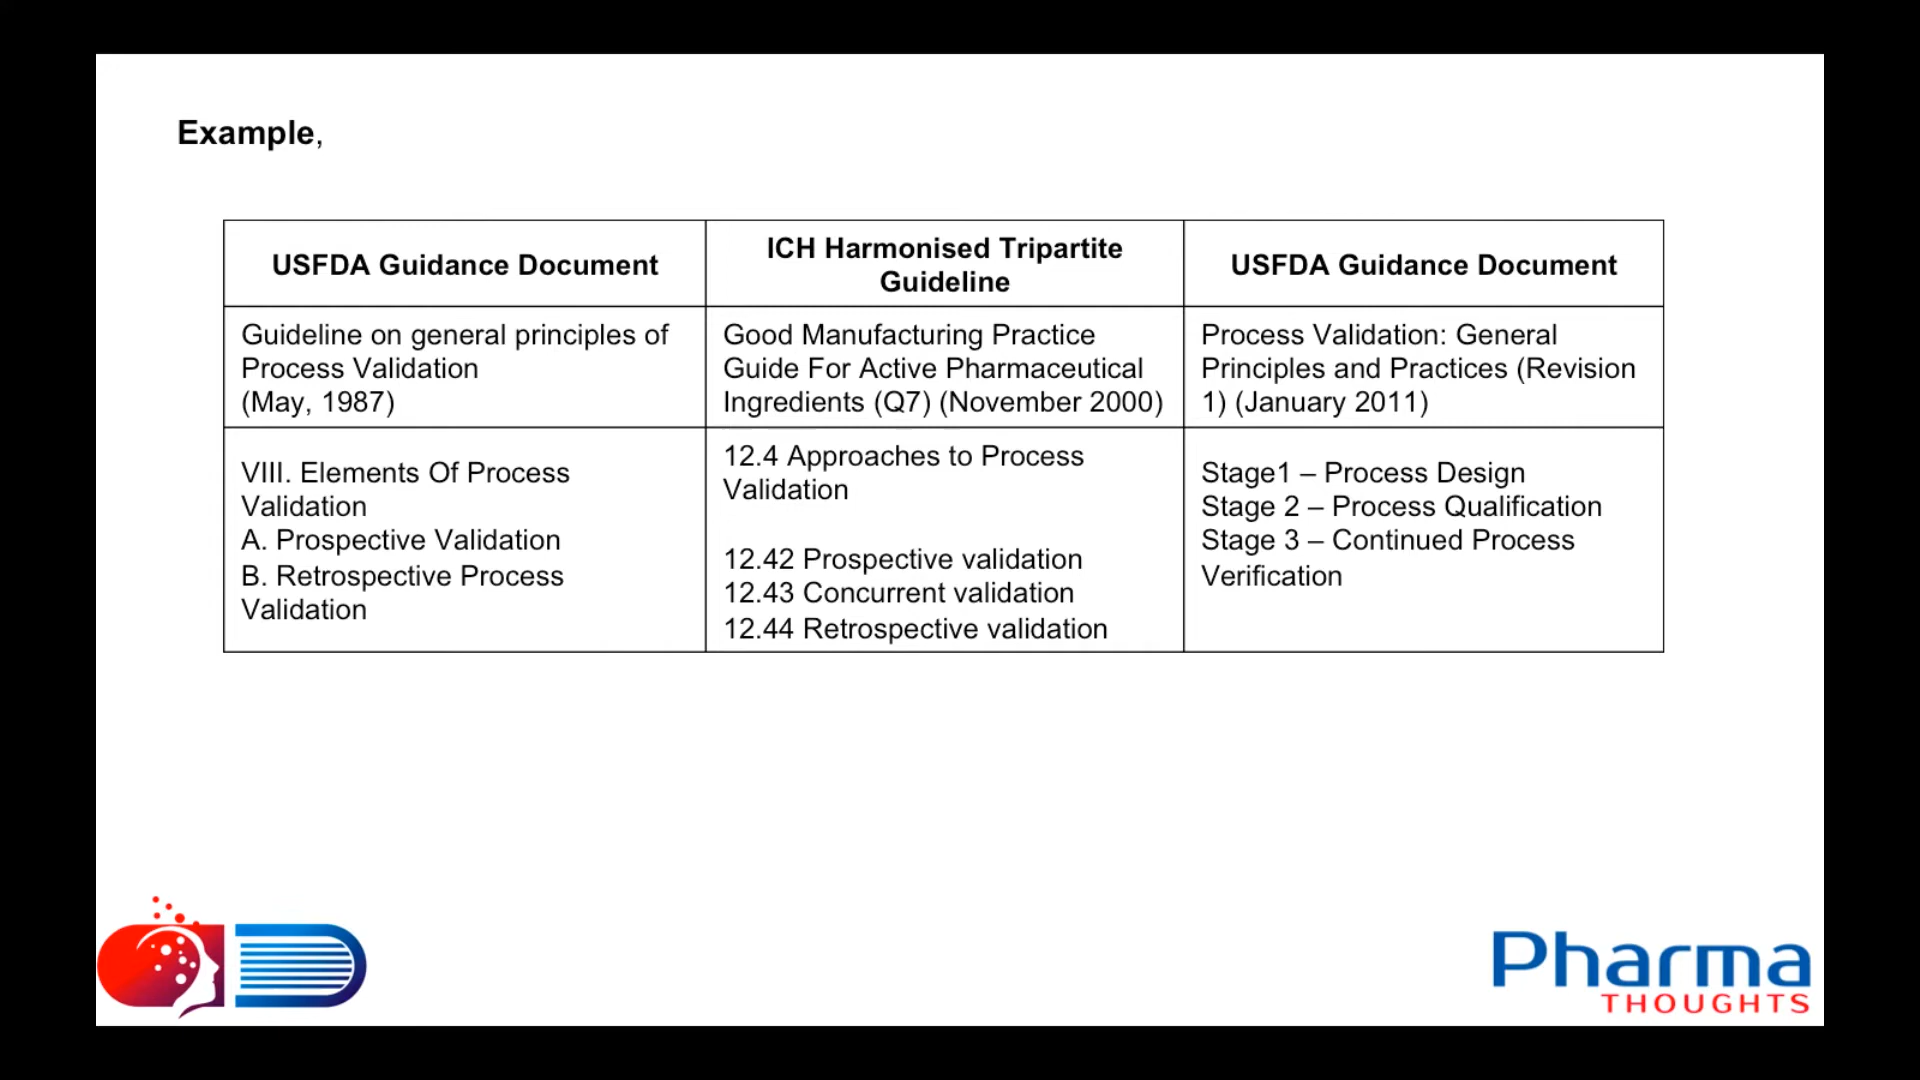 Example,
USFDA Guidance Document
ICH Harmonised Tripartite
Guideline
USFDA Guidance Document
Guideline on general principles of
Process Validation
(May, 1987)
Good Manufacturing Practice
Guide For Active Pharmaceutical
Ingredients (Q7) (November 2000)
Process Validation: General
Principles and Practices (Revision
1) (January 2011)
VIII. Elements Of Process
Validation
A. Prospective Validation
B. Retrospective Process
Validation
12.4 Approaches to Process
Validation
12.42 Prospective validation
12.43 Concurrent validation
12.44 Retrospective validation
Stage1 – Process Design
Stage 2 – Process Qualification
Stage 3 – Continued Process
Verification
Pharma
THOUGHTS